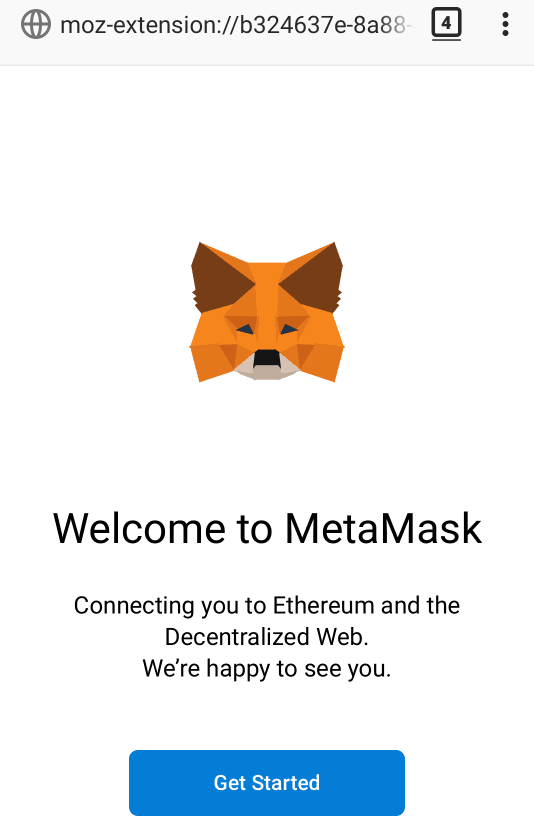 moz-extension://b324637e-8a88-
4
Welcome to MetaMask
Connecting you to Ethereum and the
Decentralized Web.
We’re happy to see you.
Get Started